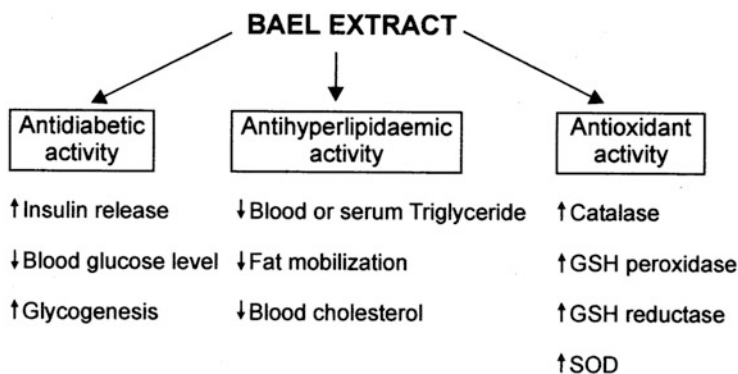 BAEL EXTRACT
Antidiabetic
activity
↑Insulin release
↓Blood glucose level
↑Glycogenesis
Antihyperlipidaemic
activity
↓Blood or serum Triglyceride
↓Fat mobilization
↓Blood cholesterol
Antioxidant
activity
↑Catalase
↑GSH peroxidase
↑GSH reductase
↑SOD